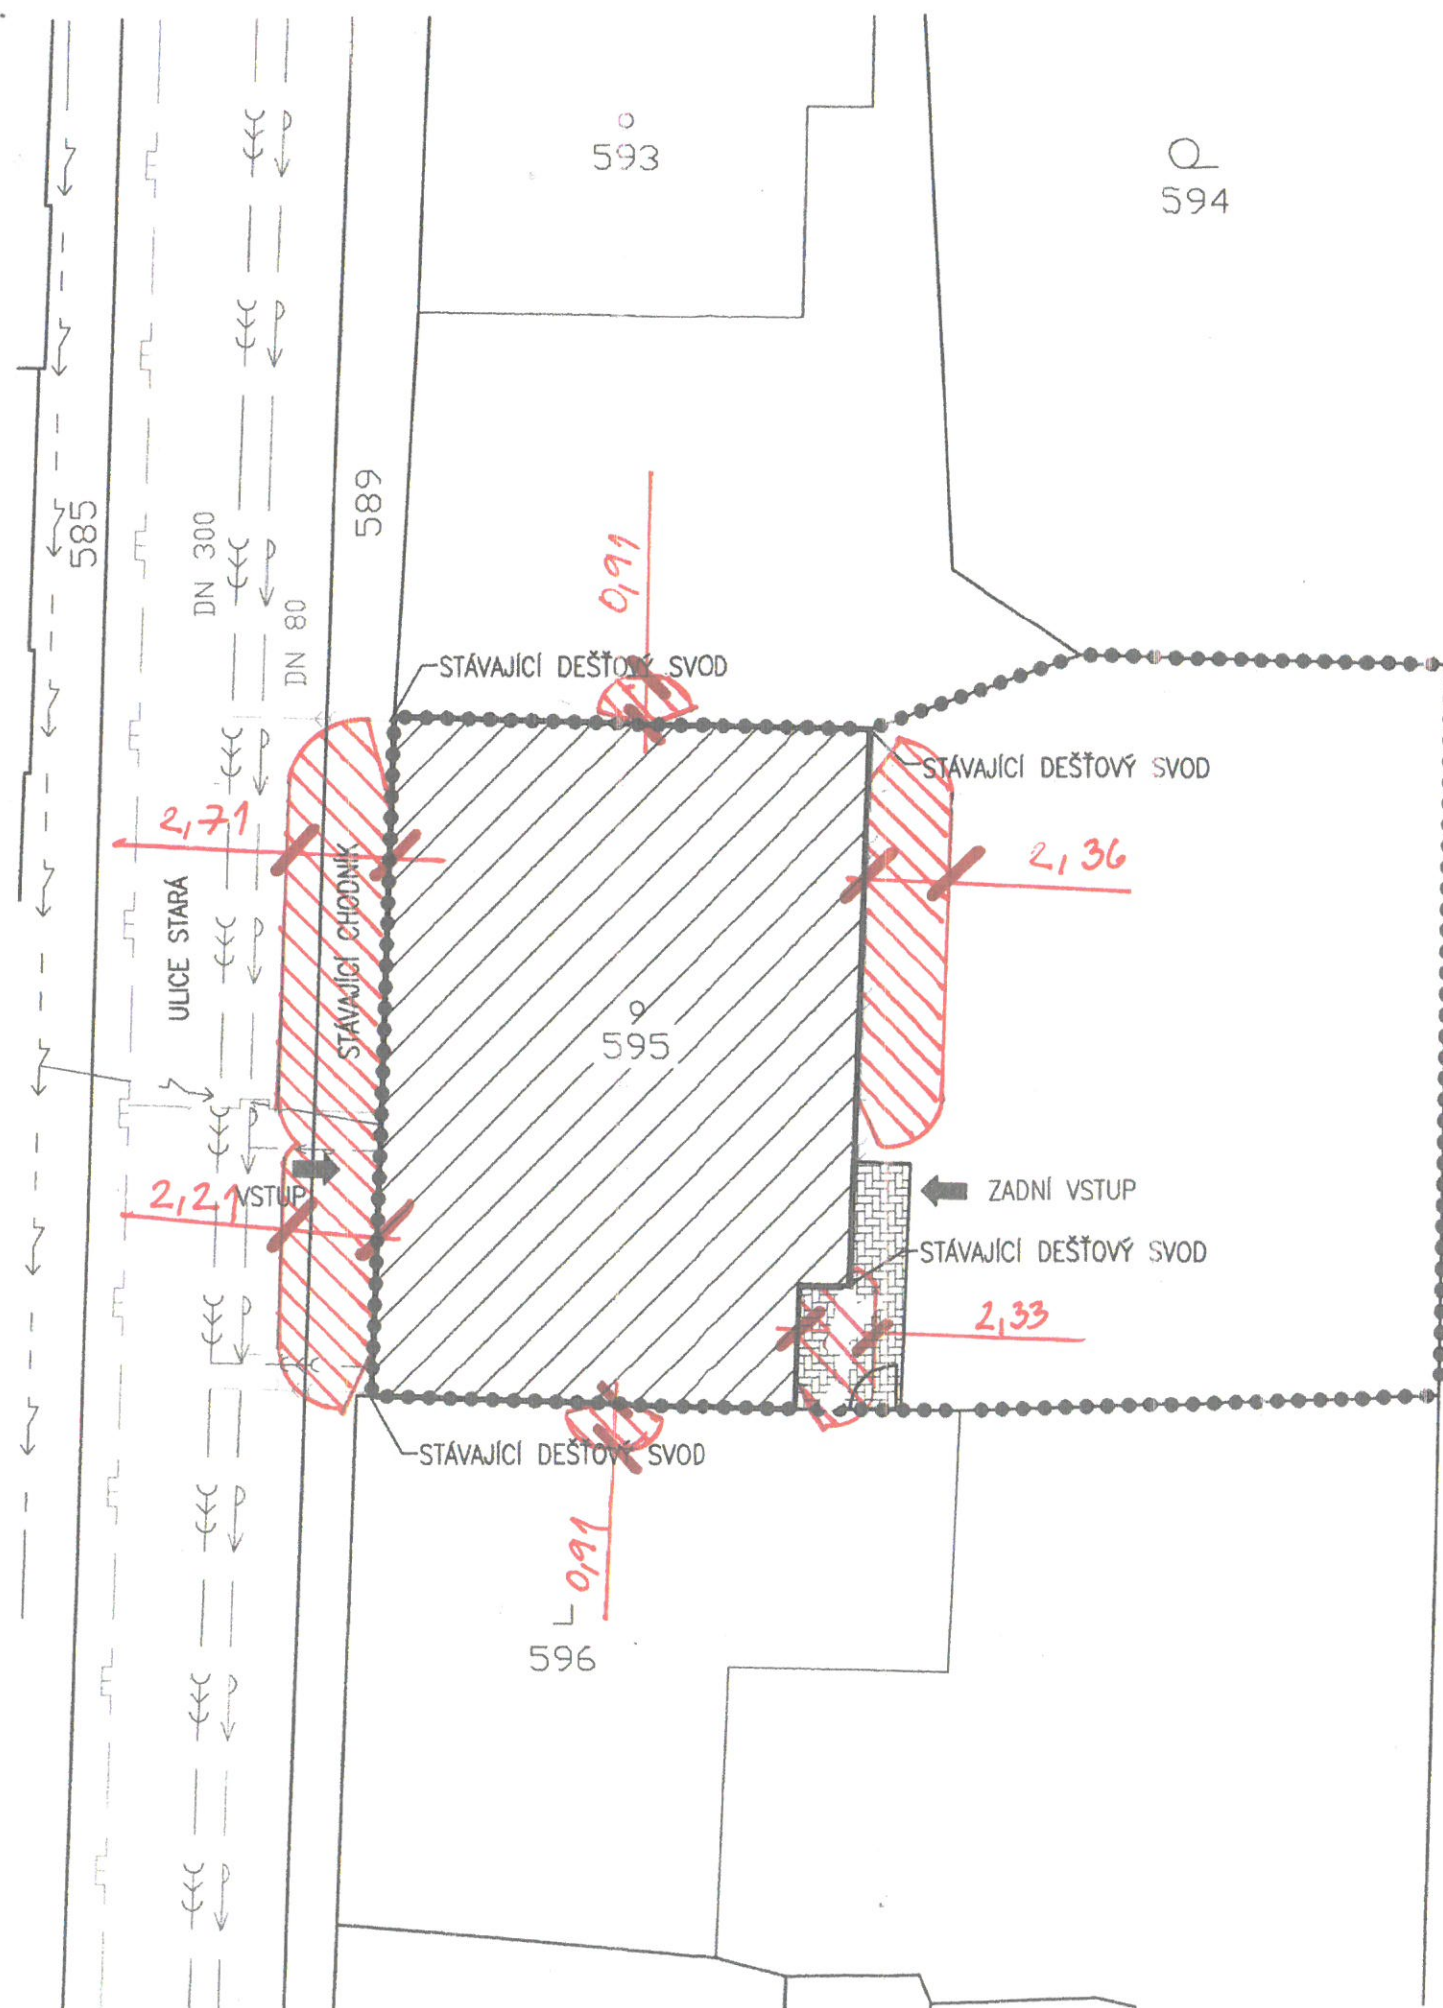 593
594
585
DN 300
589
DN 80
0,91
STÁVAJÍCÍ DEŠŤOVÝ SVOD
STÁVAJÍCÍ DEŠŤOVÝ SVOD
2,71
2,36
ULICE STARÁ
STÁVAJÍCÍ CHODNÍK
595
VSTUP
2,21
ZADNÍ VSTUP
STÁVAJÍCÍ DEŠŤOVÝ SVOD
2,33
STÁVAJÍCÍ DEŠŤOVÝ SVOD
0,91
596